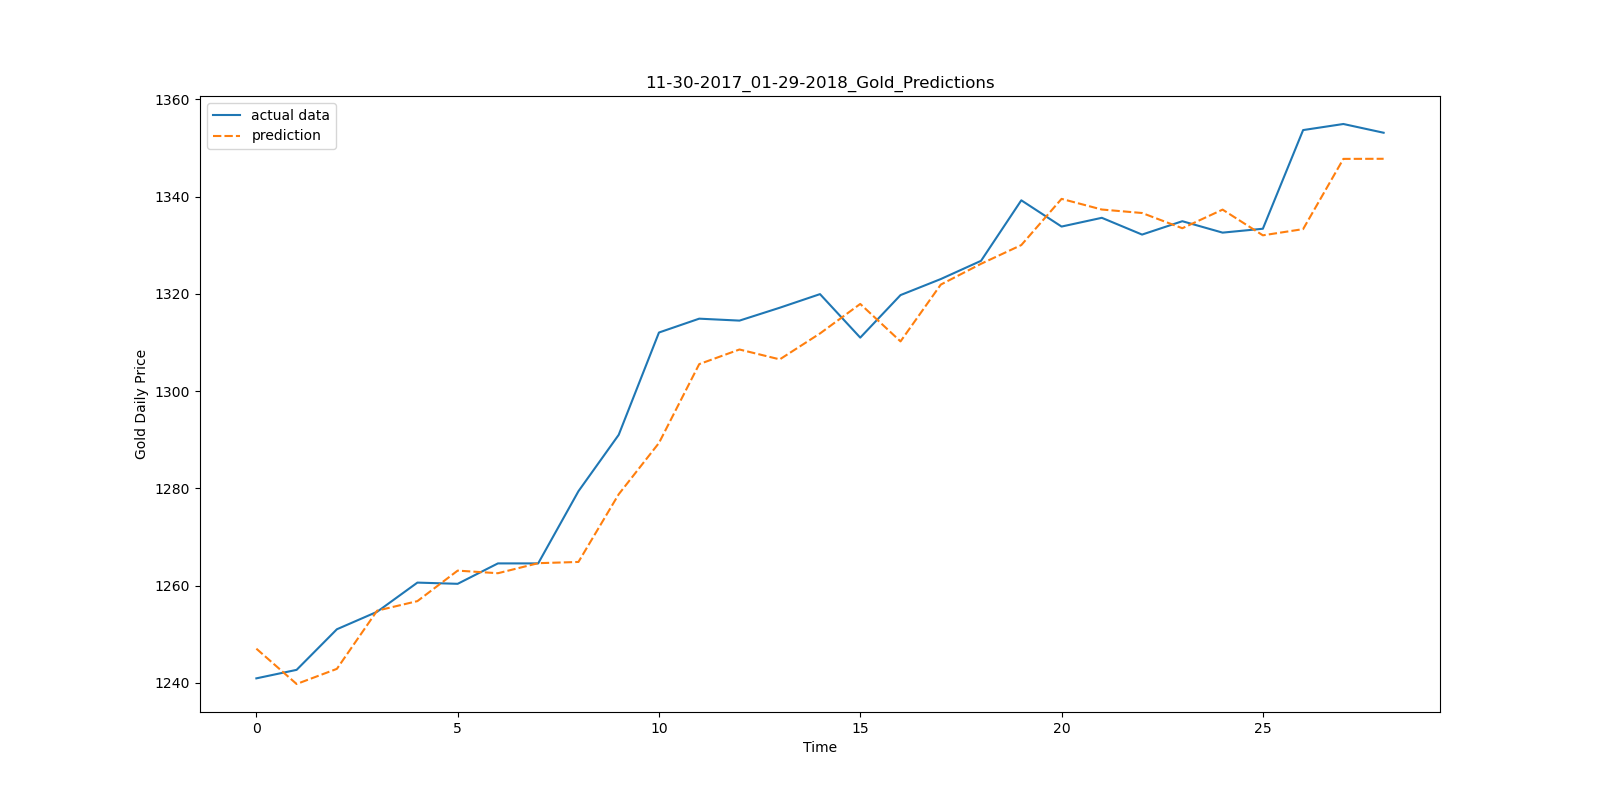 11-30-2017_01-29-2018_Gold_Predictions
actual data
prediction
1360
1340
1320
1300
1280
1260
1240
Gold Daily Price
0 5 10 15 20 25
Time